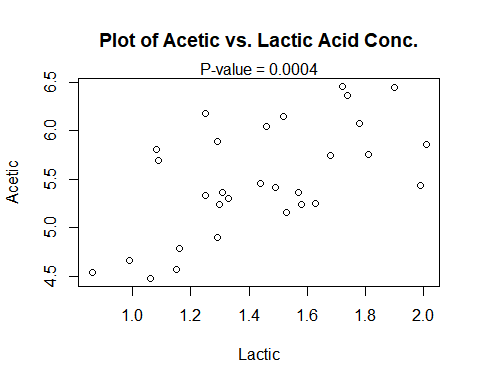 Plot of Acetic vs. Lactic Acid Conc.
P-value = 0.0004
6.5
6.0
5.5
5.0
4.5
Acetic
1.0 1.2 1.4 1.6 1.8 2.0
Lactic